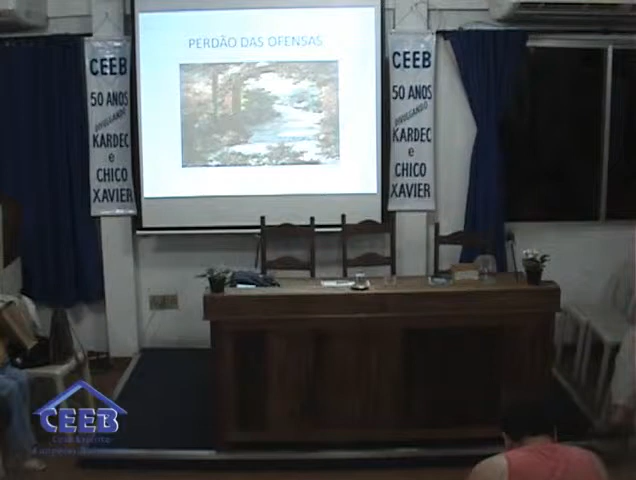 PERDÃO DAS OFENSAS
CEEB
50 ANOS
DIVULGANDO
KARDEC
e
CHICO
XAVIER
CEEB
50 ANOS
DIVULGANDO
KARDEC
e
CHICO
XAVIER
CEEB